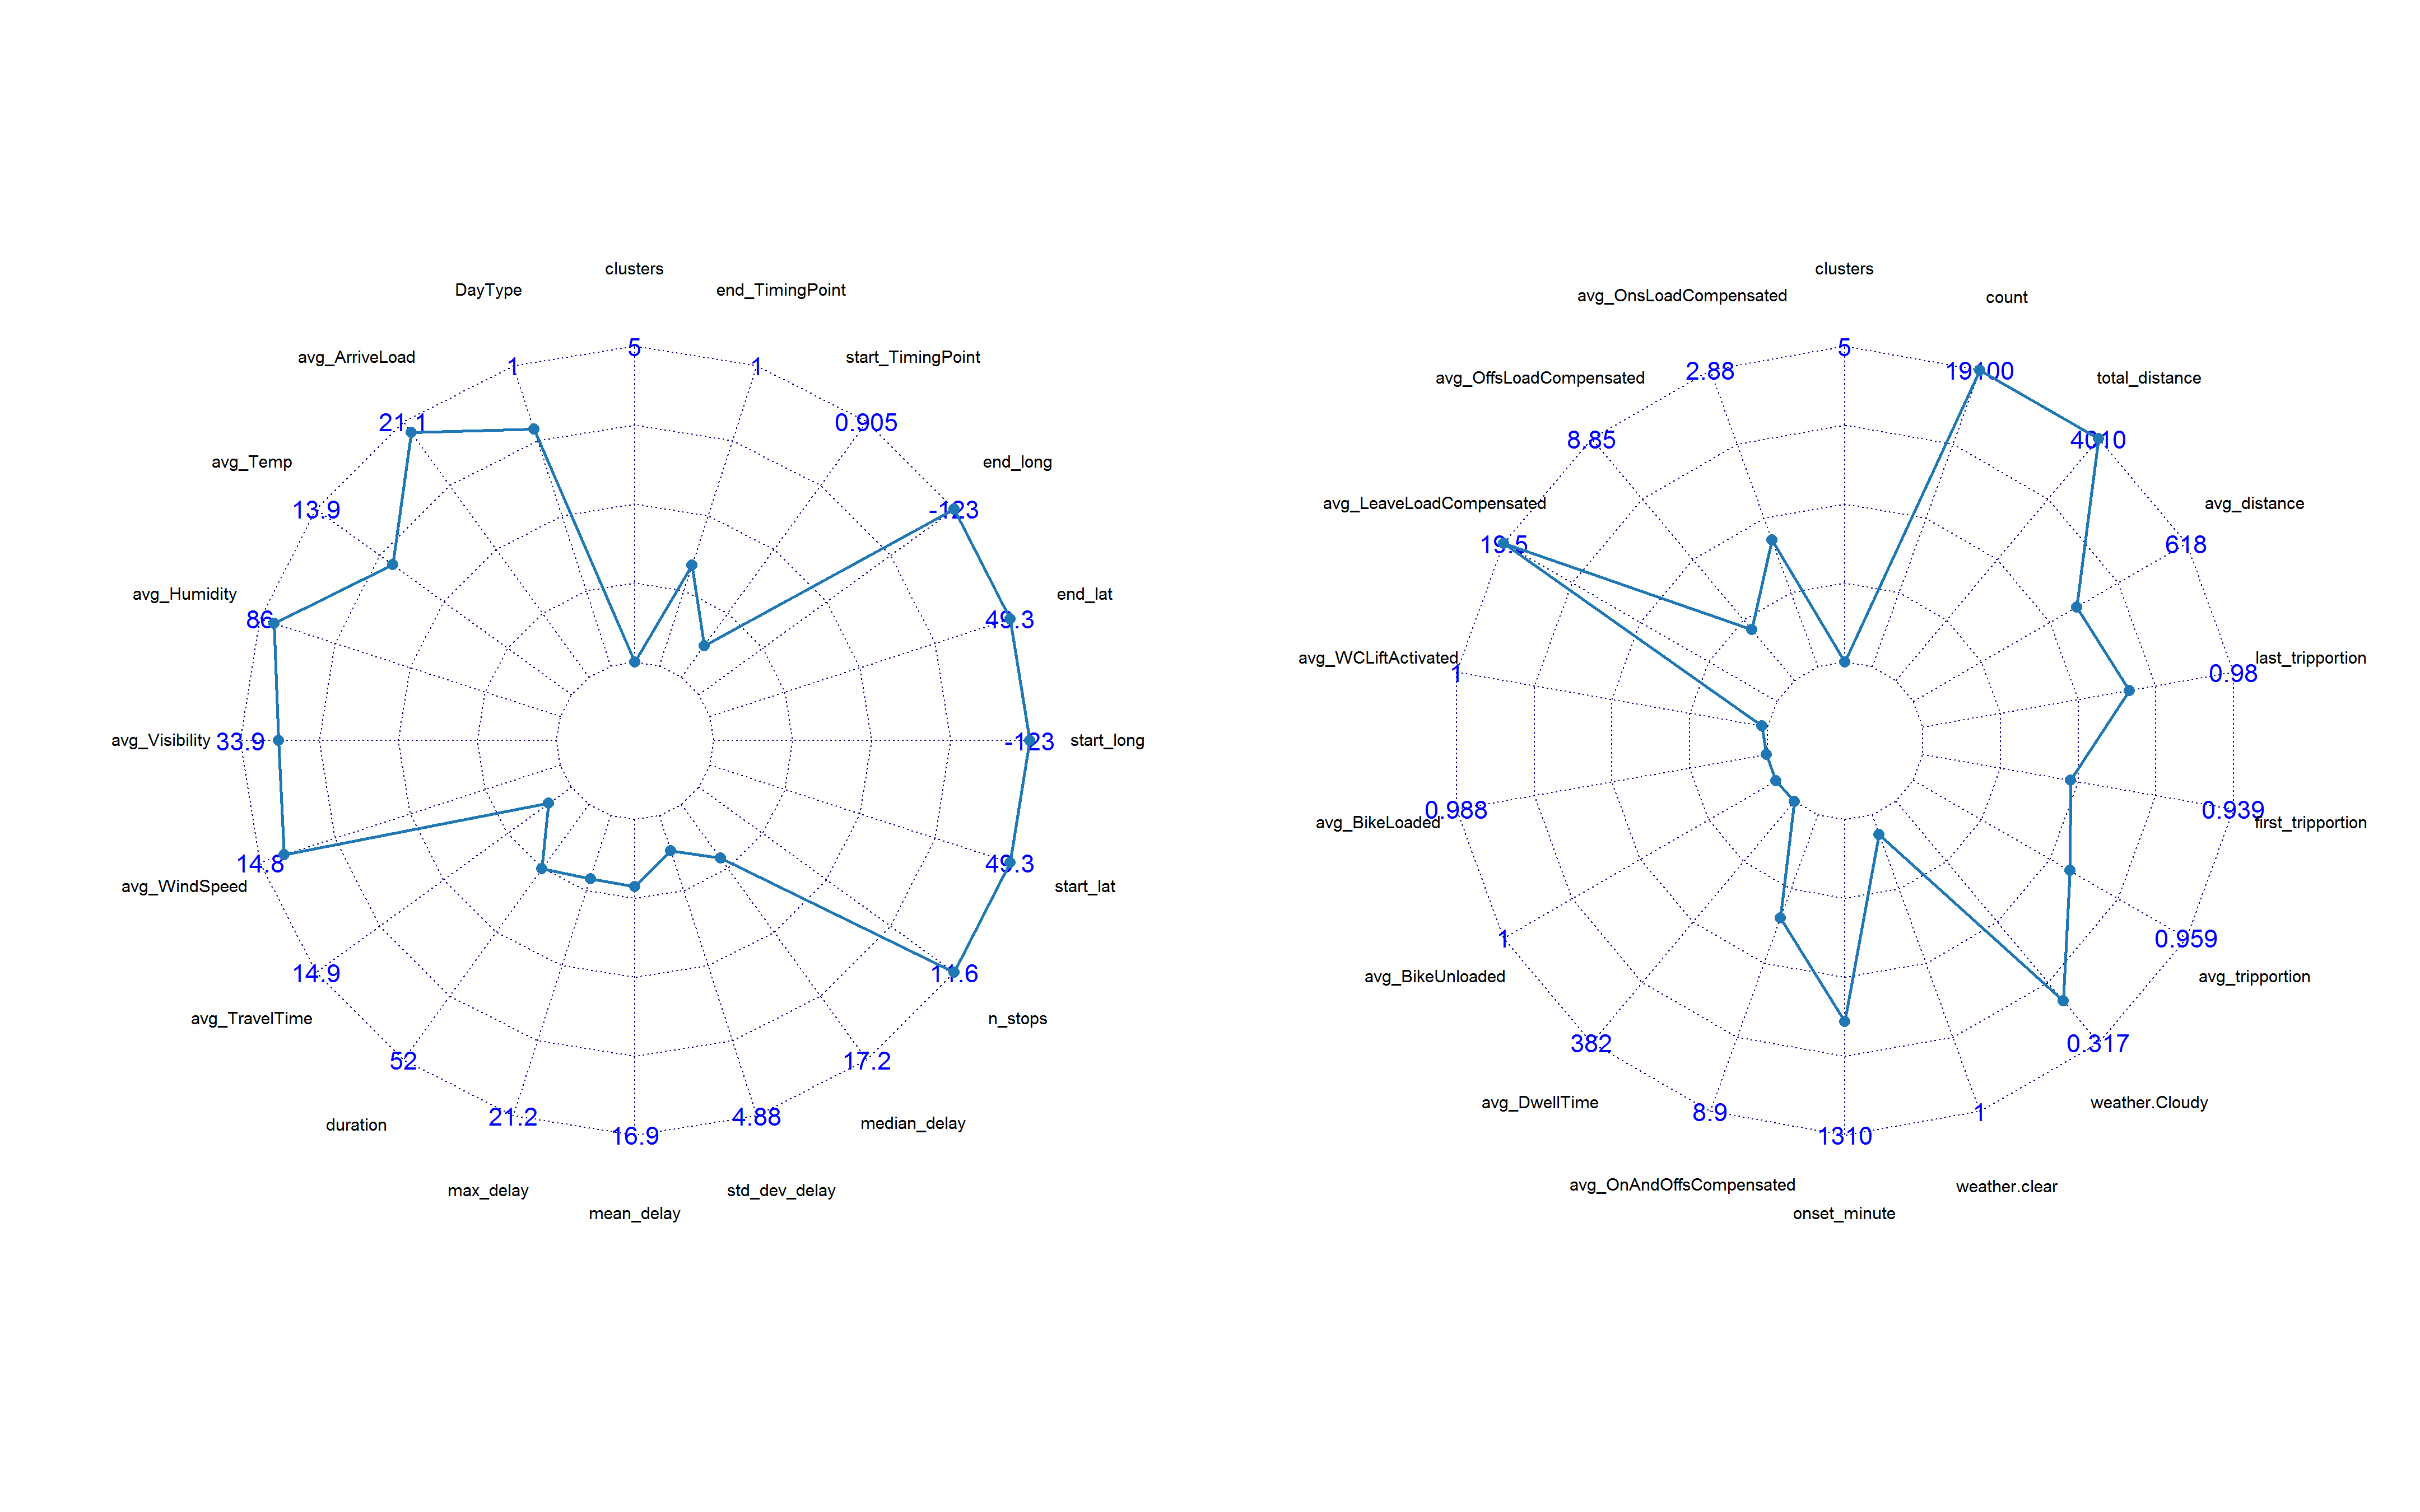 clusters
DayType
end_TimingPoint
avg_ArriveLoad
start_TimingPoint
5
1
1
21.1
0.905
avg_Temp
end_long
13.9
-123
avg_Humidity
end_lat
86
49.3
avg_Visibility
33.9
-123
start_long
14.8
49.3
avg_WindSpeed
start_lat
14.9
11.6
avg_TravelTime
n_stops
52
17.2
21.2
4.88
16.9
duration
median_delay
max_delay
std_dev_delay
mean_delay
clusters
avg_OnsLoadCompensated
count
avg_OffsLoadCompensated
total_distance
5
2.88
19100
8.85
4010
avg_LeaveLoadCompensated
avg_distance
19.5
618
avg_WCLiftActivated
last_tripportion
1
0.98
0.988
0.939
avg_BikeLoaded
first_tripportion
1
0.959
avg_BikeUnloaded
avg_tripportion
382
0.317
avg_DwellTime
weather.Cloudy
8.9
1
1310
avg_OnAndOffsCompensated
weather.clear
onset_minute